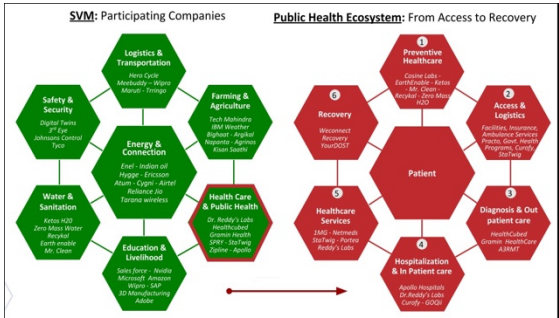 SVM: Participating Companies
Logistics &
Transportation
Hero Cycle
Meebuddy - Wipro
Maruti - Trringo
Safety &
Security
Digital Twins
3rd Eye
Johnsons Control
Tyco
Farming &
Agriculture
Tech Mahindra
IBM Weather
Bighaat - Argikal
Napanta - Agrinos
Kisan Saathi
Energy &
Connection
Enel - Indian oil
Hygge - Ericsson
Atum - Cygni - Airtel
Reliance Jio
Tarana wireless
Water &
Sanitation
Ketos H2O
Zero Mass Water
Recykal
Earth enable
Mr. Clean
Health Care
& Public Health
Dr. Reddy's Labs
Healthcubed
Gramin Health
SPRY - StaTwig
Zipline - Apollo
Education &
Livelihood
Sales force - Nvidia
Microsoft Amazon
Wipro - SAP
3D Manufacturing
Adobe
Public Health Ecosystem: From Access to Recovery
1
Preventive
Healthcare
Cosine Labs -
EarthEnable - Ketos
- Mr. Clean -
Recykal - Zero Mass
H2O
2
Access &
Logistics
Facilities, Insurance,
Ambulance Services
Practo, Govt. Health
Programs, Curofy,
StaTwig
3
Diagnosis & Out
patient care
HealthCubed
Gramin HealthCare
A3RMT
4
Hospitalization
& In Patient care
Apollo Hospitals
Dr.Reddy's Labs
Curofy - GOQii
5
Healthcare
Services
1MG - Netmeds
StaTwig - Portea
Reddy's Labs
6
Recovery
Weconnect
Recovery
YourDOST
Patient